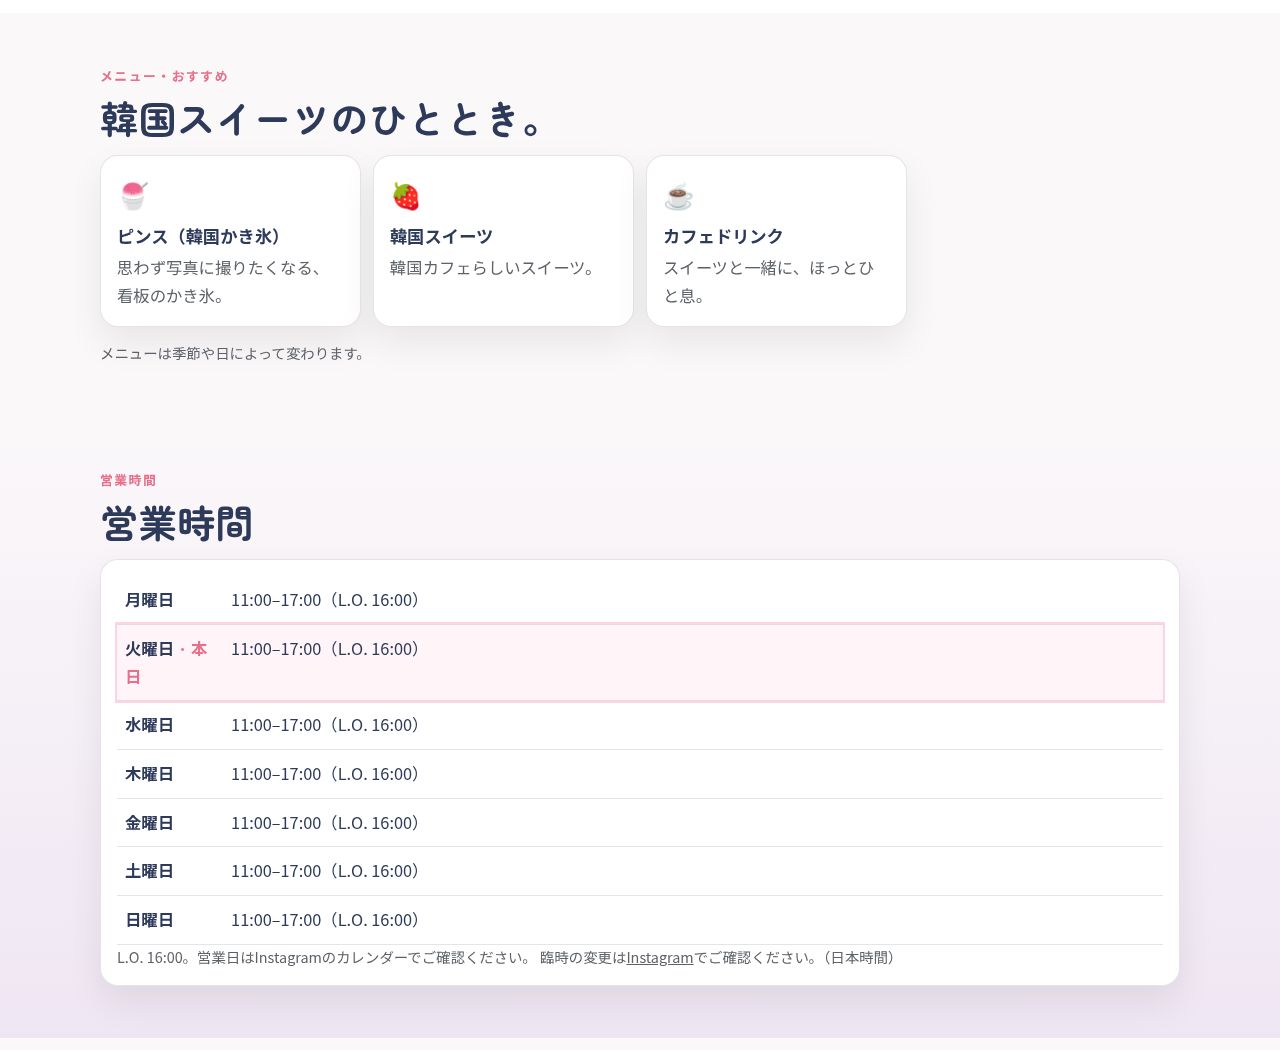 メニュー・おすすめ
韓国スイーツのひととき。
ピンス（韓国かき氷）
思わず写真に撮りたくなる、
看板のかき氷。
韓国スイーツ
韓国カフェらしいスイーツ。
カフェドリンク
スイーツと一緒に、ほっとひ
と息。
メニューは季節や日によって変わります。
営業時間
営業時間
月曜日 11:00–17:00（L.O. 16:00）
火曜日 · 本 11:00–17:00（L.O. 16:00）
日
水曜日 11:00–17:00（L.O. 16:00）
木曜日 11:00–17:00（L.O. 16:00）
金曜日 11:00–17:00（L.O. 16:00）
土曜日 11:00–17:00（L.O. 16:00）
日曜日 11:00–17:00（L.O. 16:00）
L.O. 16:00。営業日はInstagramのカレンダーでご確認ください。 臨時の変更はInstagramでご確認ください。（日本時間）